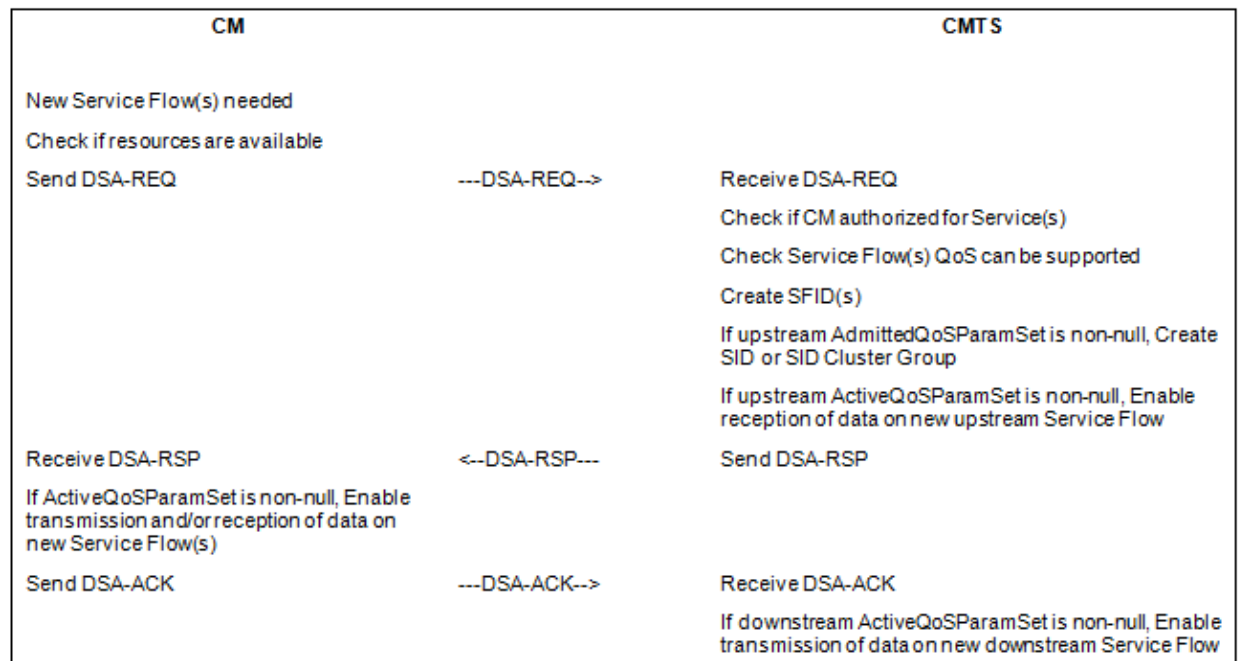 CM CMTS
New Service Flow(s) needed
Check if resources are available
Send DSA-REQ ---DSA-REQ--> Receive DSA-REQ
Check if CM authorized for Service(s)
Check Service Flow(s) QoS can be supported
Create SFID(s)
If upstream AdmittedQoSParamSet is non-null, Create
SID or SID Cluster Group
If upstream ActiveQoSParamSet is non-null, Enable
reception of data on new upstream Service Flow
Receive DSA-RSP <--DSA-RSP--- Send DSA-RSP
If ActiveQoSParamSet is non-null, Enable
transmission and/or reception of data on
new Service Flow(s)
Send DSA-ACK ---DSA-ACK--> Receive DSA-ACK
If downstream ActiveQoSParamSet is non-null, Enable
transmission of data on new downstream Service Flow